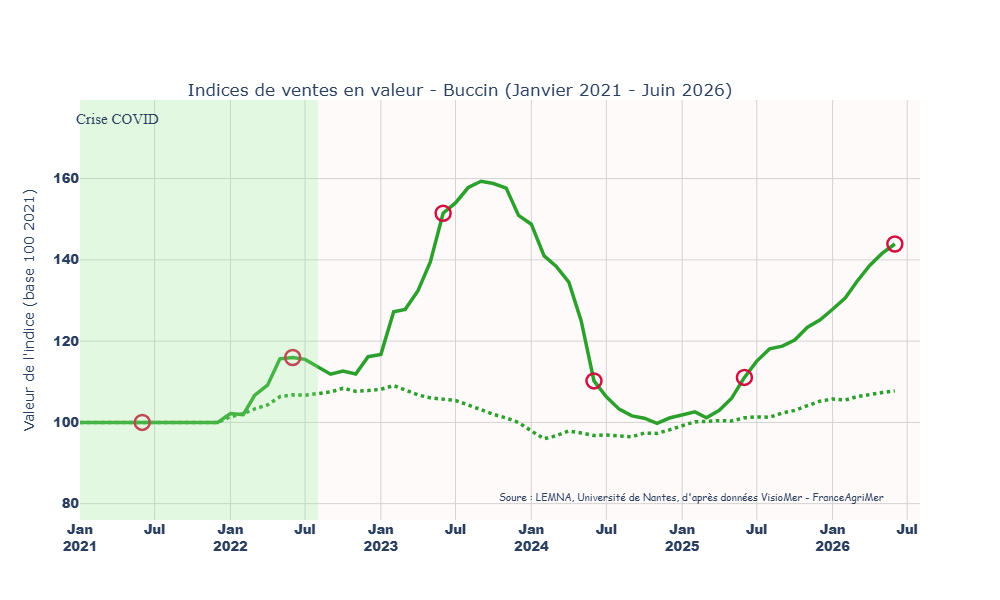 Indices de ventes en valeur - Buccin (Janvier 2021 - Juin 2026)
Crise COVID
Valeur de l'indice (base 100 2021)
160
140
120
100
80
Soure : LEMNA, Université de Nantes, d'après données VisioMer - FranceAgriMer
Jan Jul Jan Jul Jan Jul Jan Jul Jan Jul Jan Jul
2021 2022 2023 2024 2025 2026